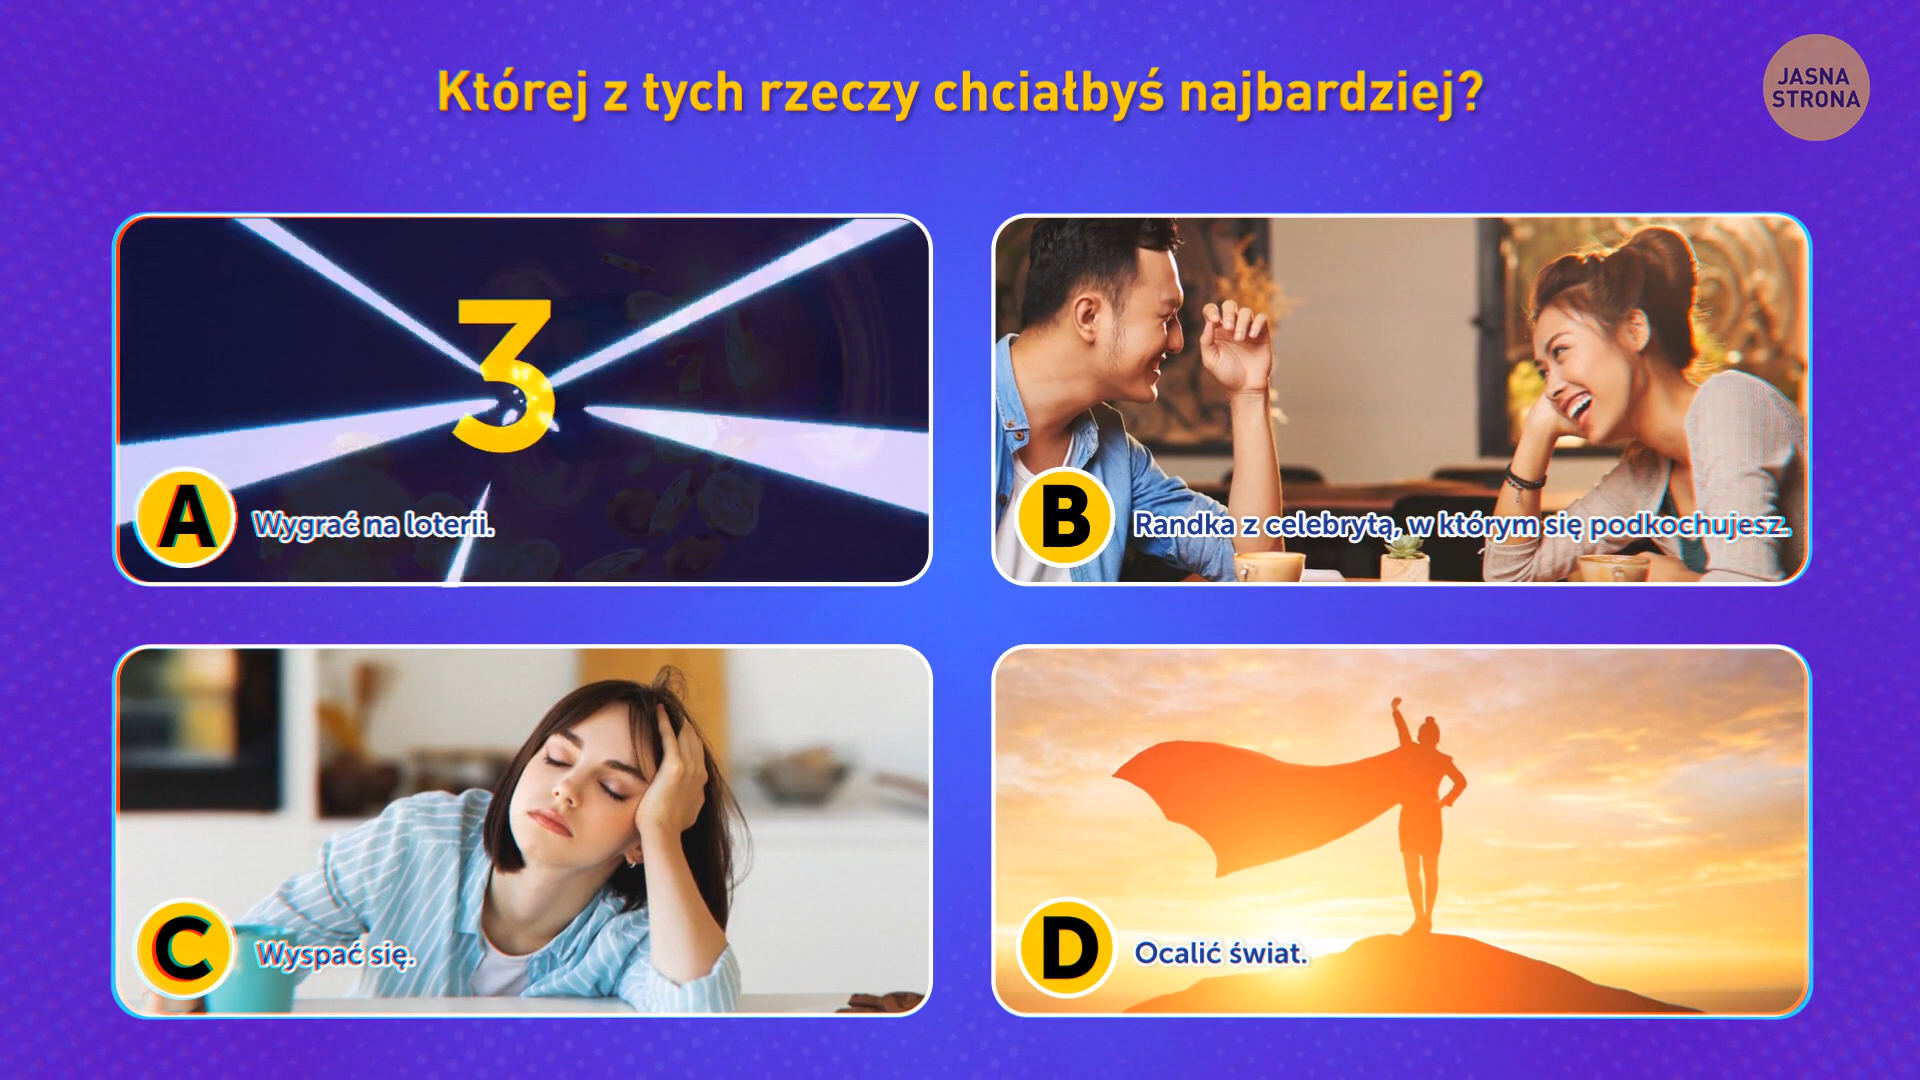 Której z tych rzeczy chciałbyś najbardziej?
JASNA
STRONA
3
A
Wygrać na loterii.
B
Randka z celebrytą, w którym się podkochujesz.
C
Wyspać się.
D
Ocalić świat.